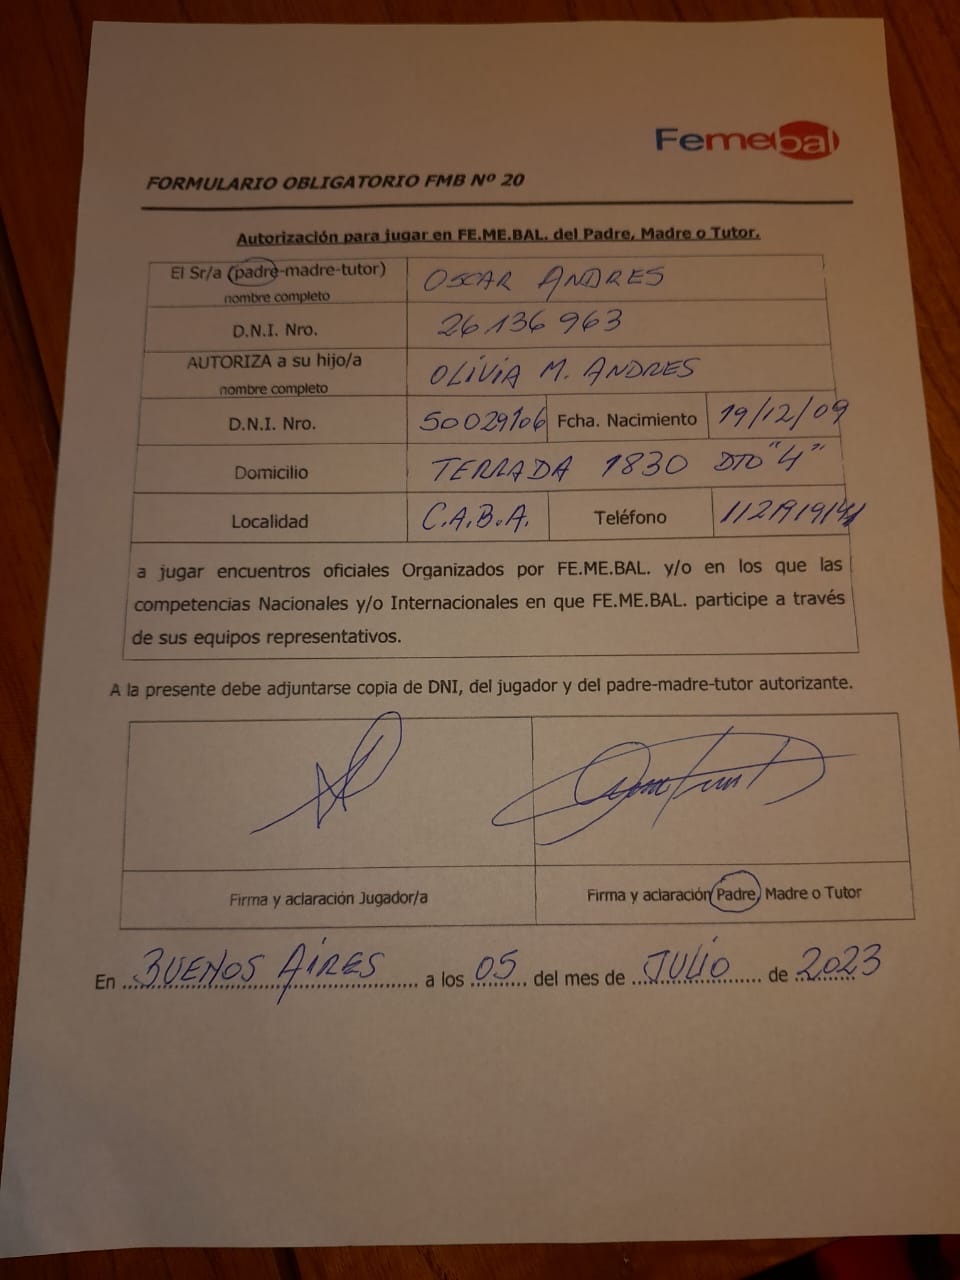 Femebal
FORMULARIO OBLIGATORIO FMB Nº 20
Autorización para jugar en FE.ME.BAL. del Padre, Madre o Tutor.
El Sr/a (padre-madre-tutor) OSCAR ANDRES
nombre completo
D.N.I. Nro. 26136963
AUTORIZA a su hijo/a OLIVIA M. ANDRES
nombre completo
D.N.I. Nro. 50029106 Fcha. Nacimiento 19/12/09
Domicilio TERRADA 1830 DTO "4"
Localidad C.A.B.A. Teléfono
a jugar encuentros oficiales Organizados por FE.ME.BAL. y/o en los que las
competencias Nacionales y/o Internacionales en que FE.ME.BAL. participe a través
de sus equipos representativos.
A la presente debe adjuntarse copia de DNI, del jugador y del padre-madre-tutor autorizante.
Firma y aclaración Jugador/a Firma y aclaración Padre, Madre o Tutor
En BUENOS AIRES a los 05 del mes de JULIO de 2023